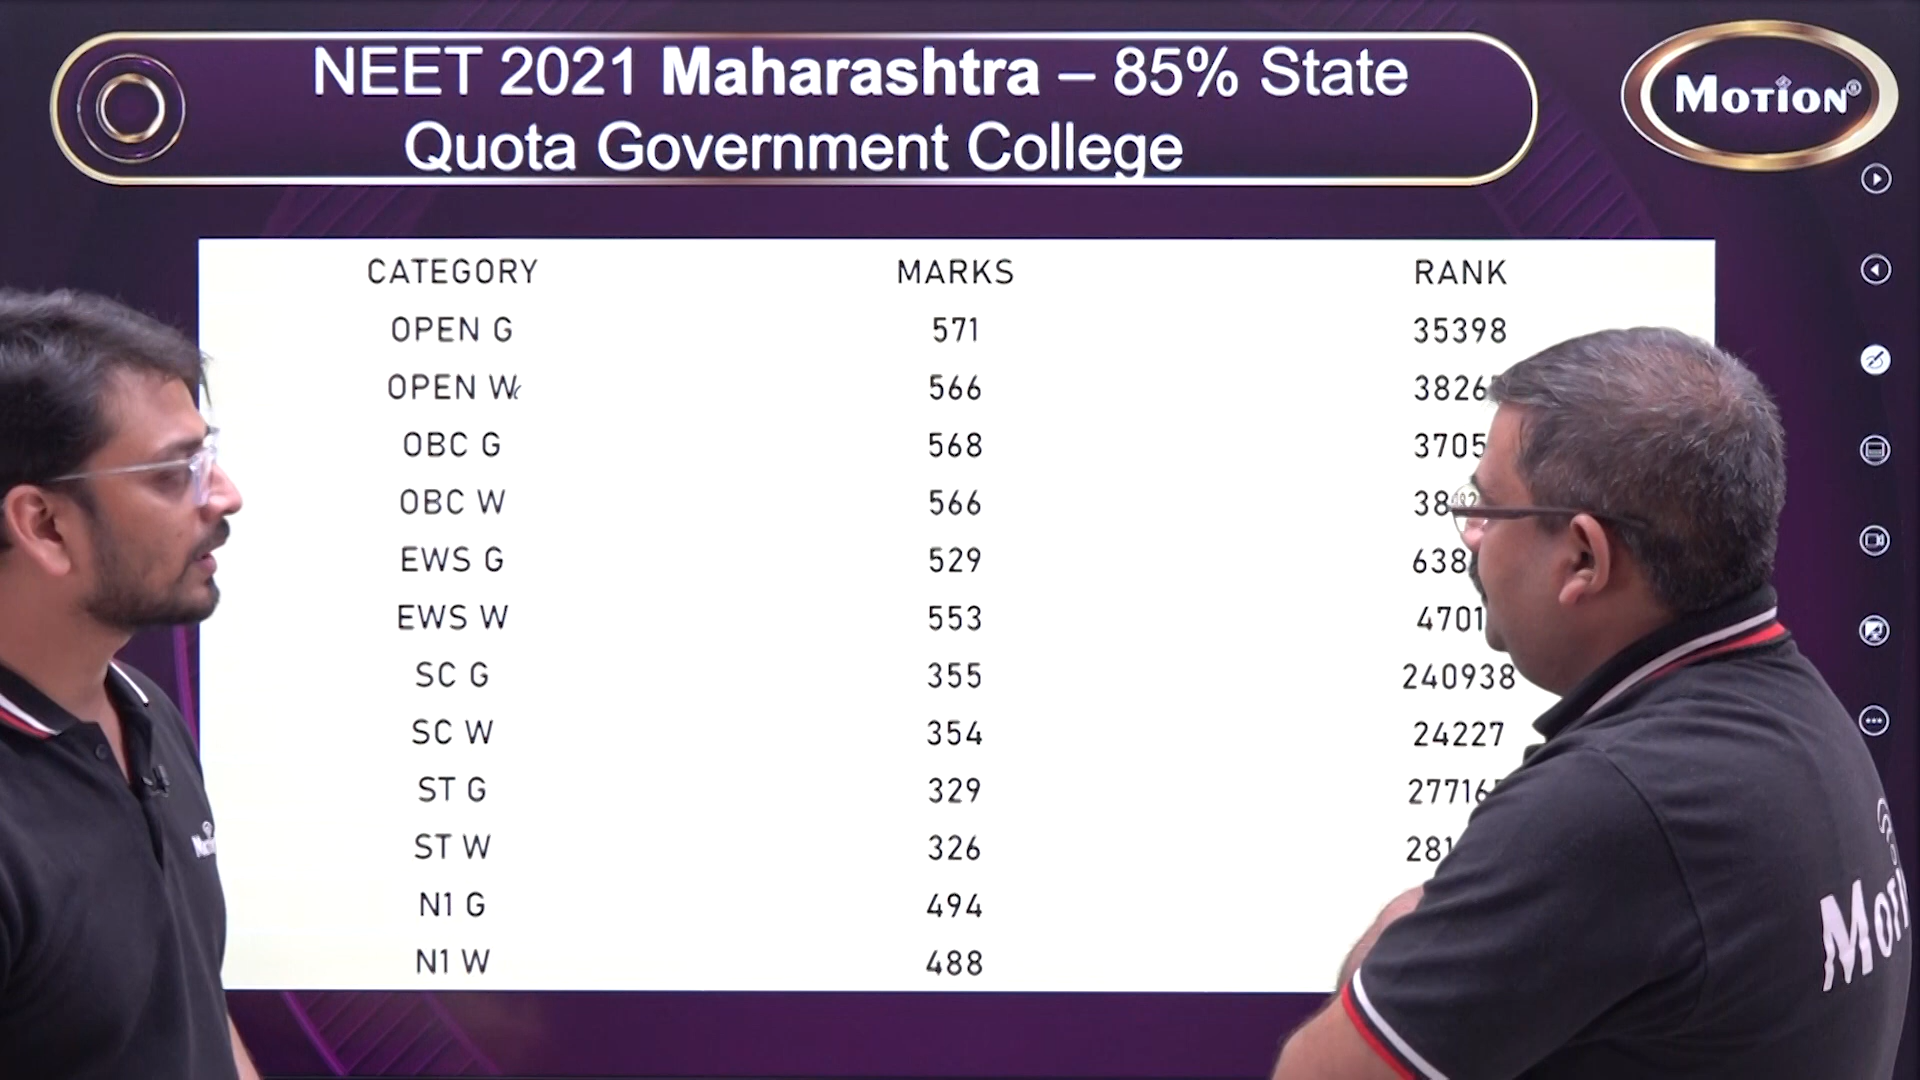 NEET 2021 Maharashtra – 85% State
Quota Government College
MOTION®
CATEGORY MARKS RANK
OPEN G 571 35398
OPEN W 566
OBC G 568
OBC W 566
EWS G 529
EWS W 553
SC G 355 240938
SC W 354 24227
ST G 329
ST W 326
N1 G 494
N1 W 488